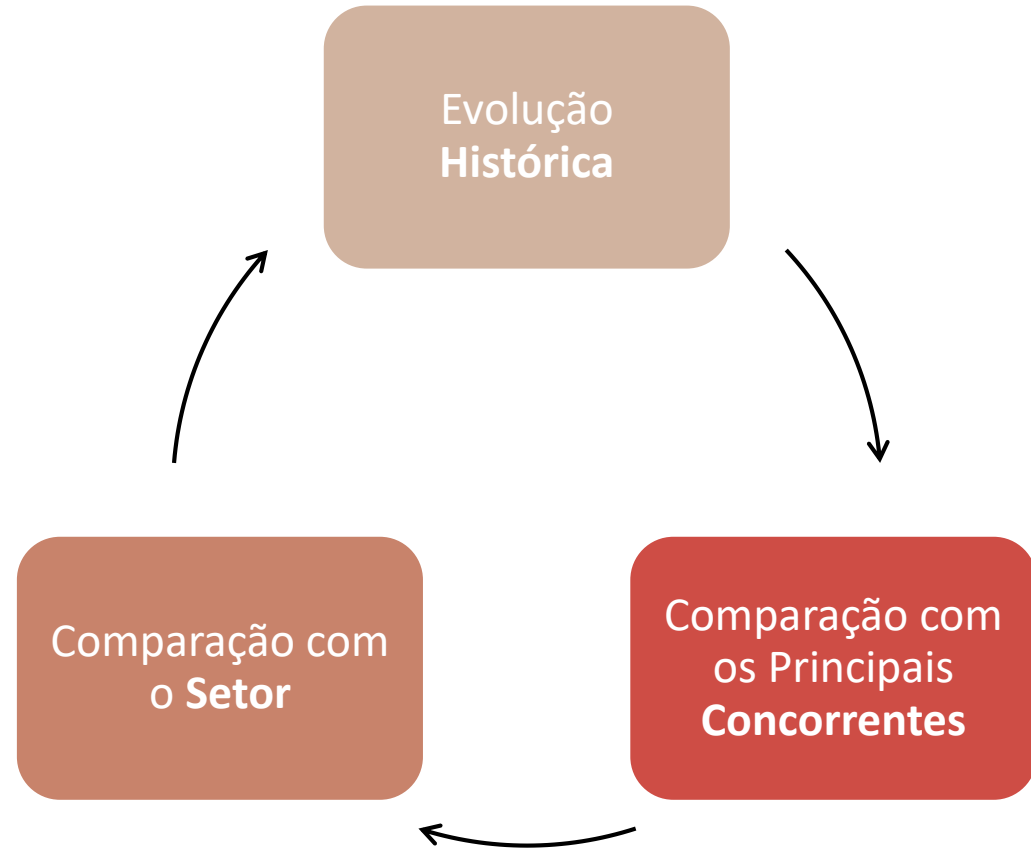 Evolução
Histórica
Comparação com
os Principais
Concorrentes
Comparação com
o Setor